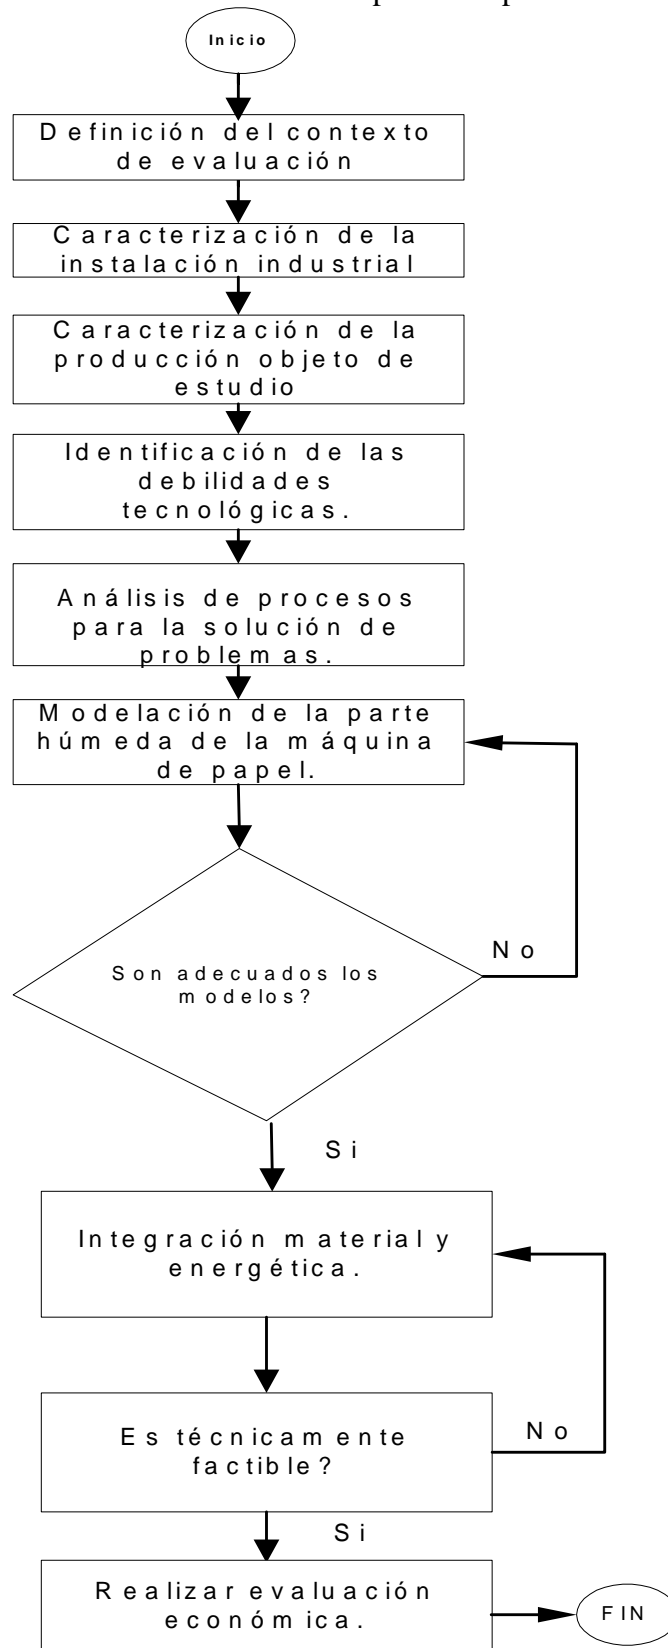 Inicio
Definición del contexto
de evaluación
Caracterización de la
instalación industrial
Caracterización de la
producción objeto de
estudio
Identificación de las
debilidades
tecnológicas.
Análisis de procesos
para la solución de
problemas.
Modelación de la parte
húmeda de la máquina
de papel.
No
Son adecuados los
modelos?
Si
Integración material y
energética.
Es técnicamente
factible?
No
Si
Realizar evaluación
económica.
FIN